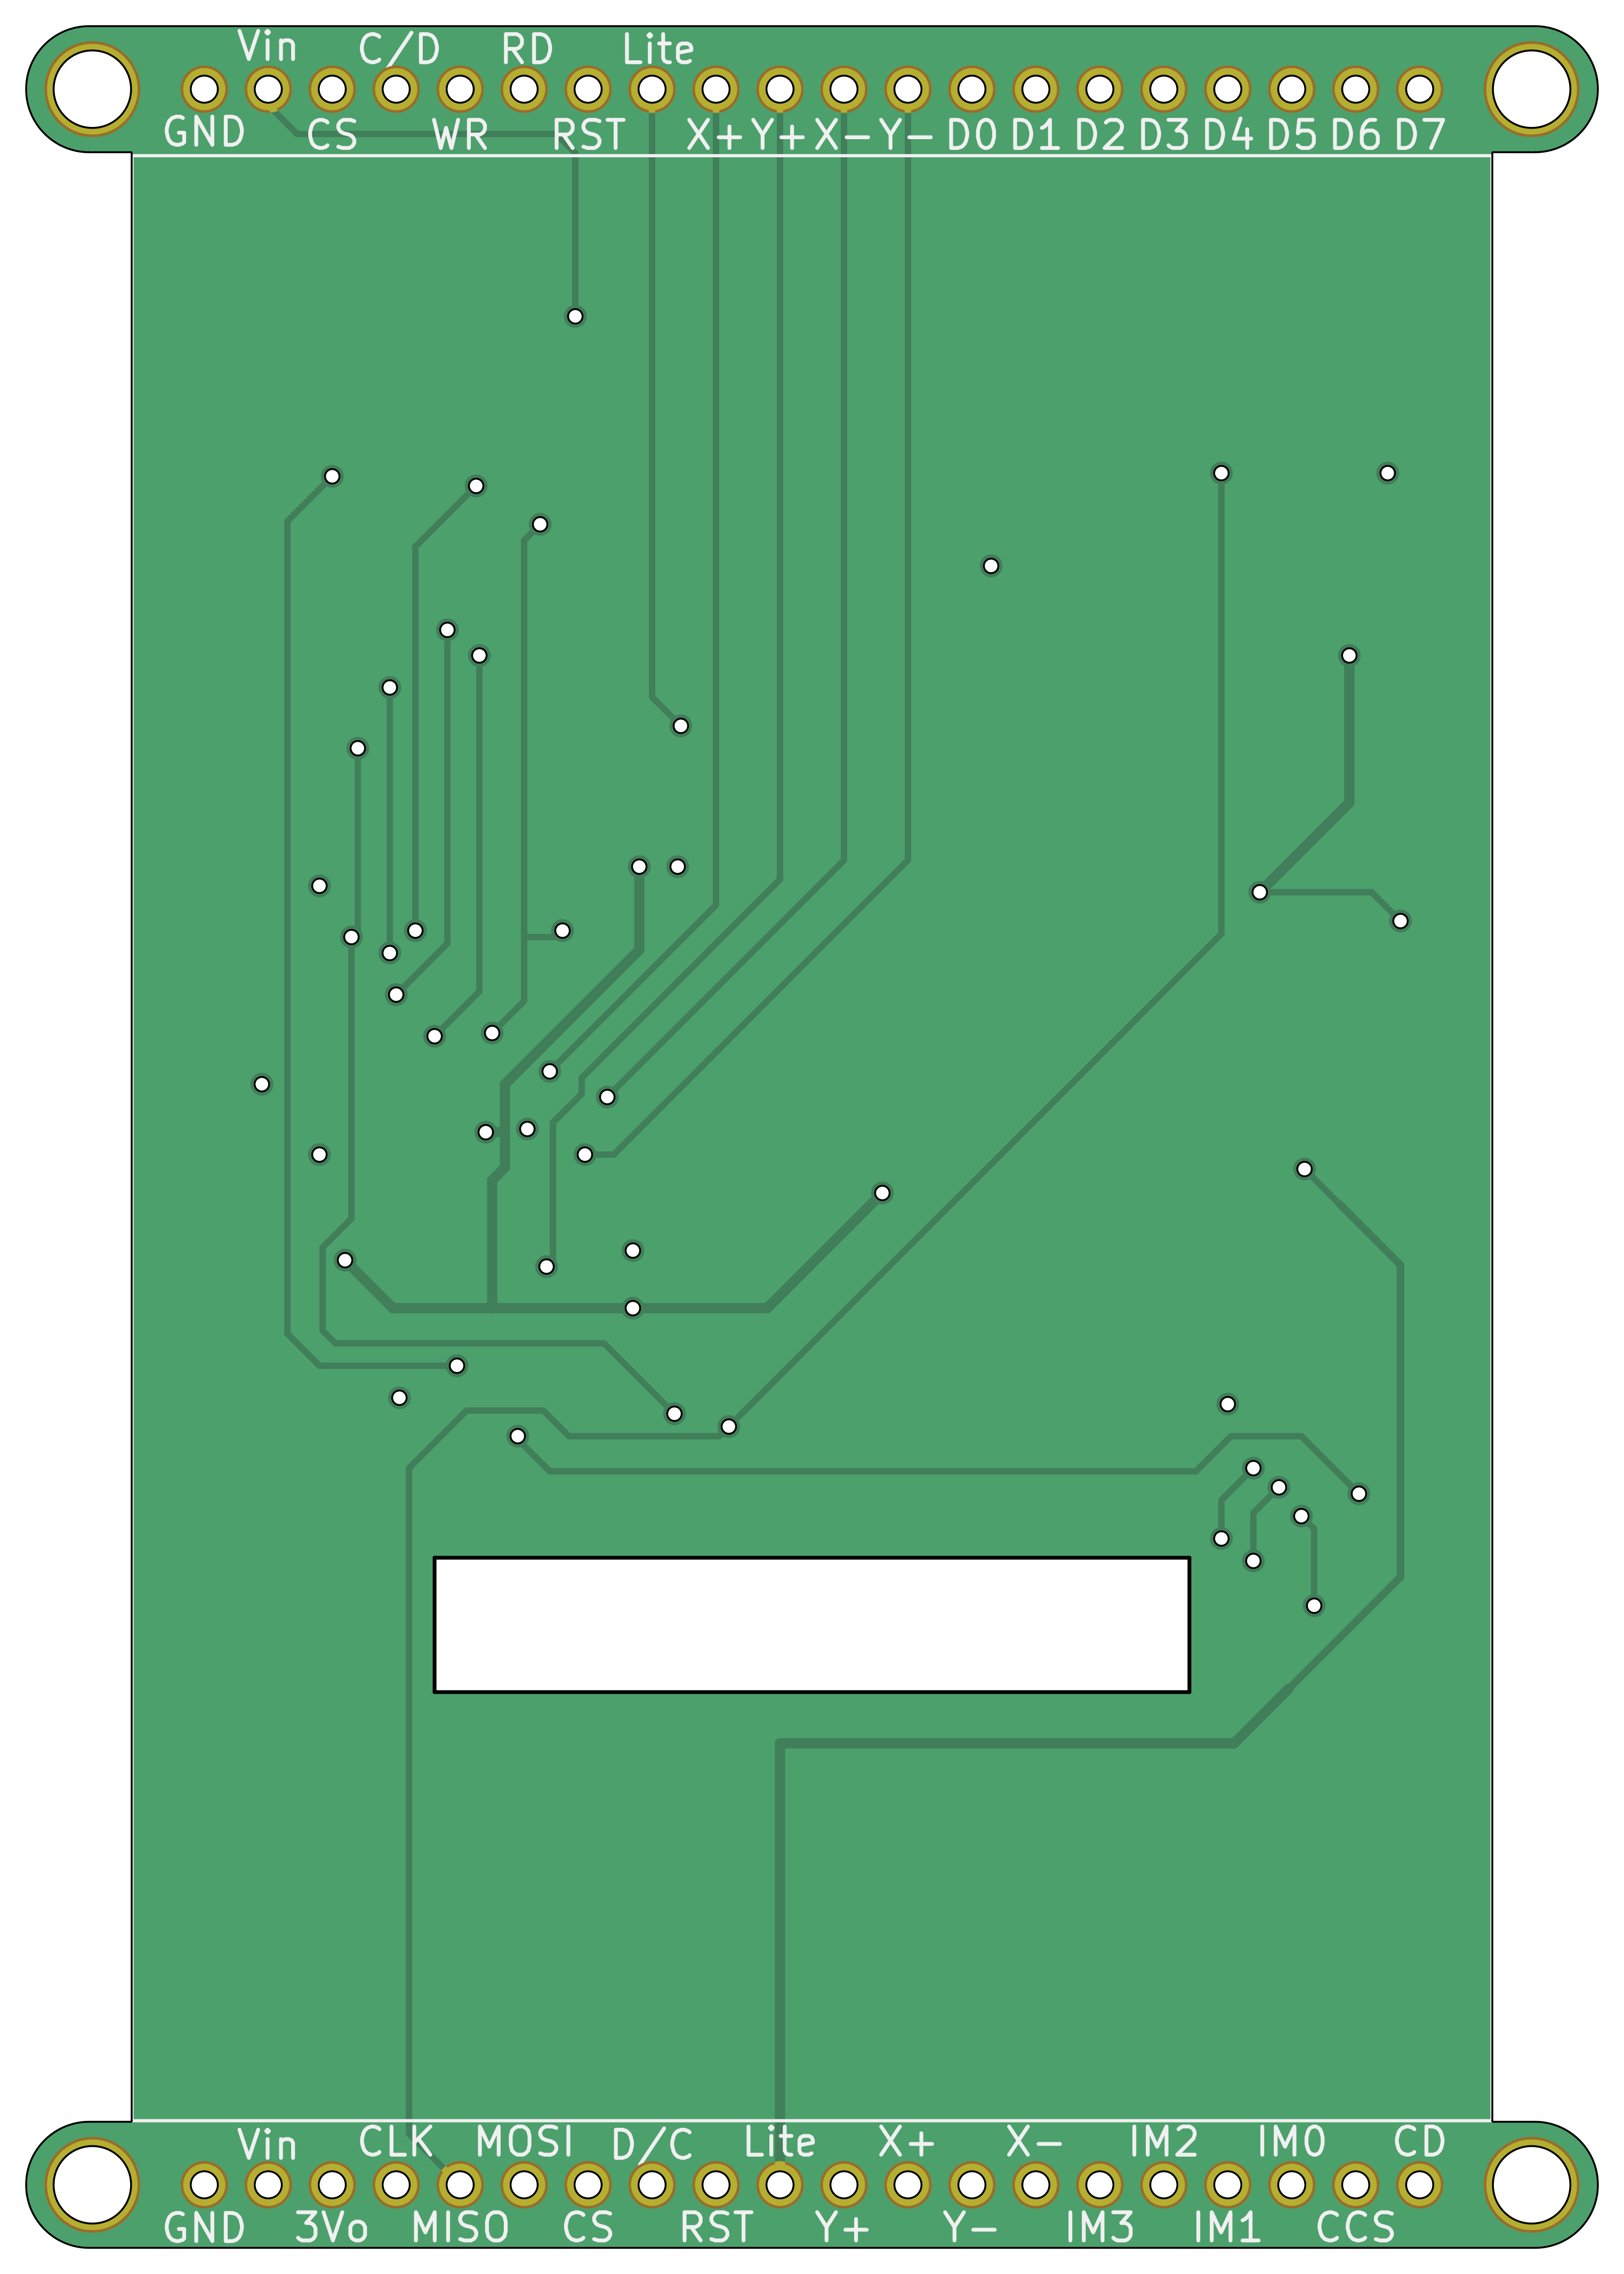 Vin C/D RD Lite
GND CS WR RST X+ Y+ X- Y- D0 D1 D2 D3 D4 D5 D6 D7
Vin CLK MOSI D/C Lite X+ X- IM2 IM0 CD
GND 3Vo MISO CS RST Y+ Y- IM3 IM1 CCS